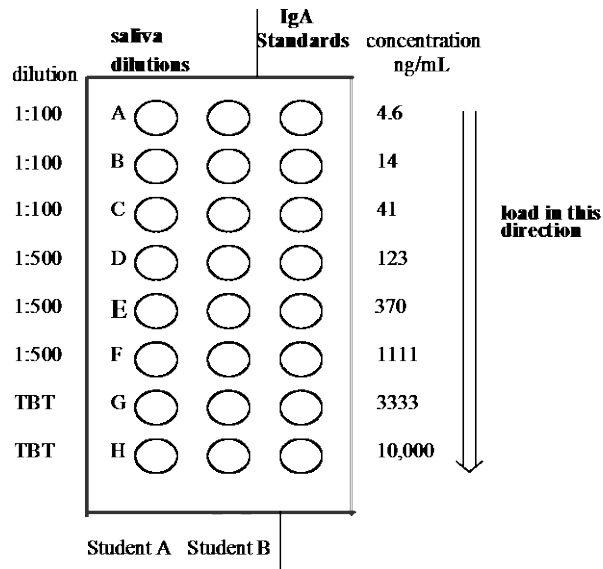 IgA
saliva Standards concentration
dilutions ng/mL
dilution
1:100 A 4.6
1:100 B 14
1:100 C 41
load in this
direction
1:500 D 123
1:500 E 370
1:500 F 1111
TBT G 3333
TBT H 10,000
Student A Student B